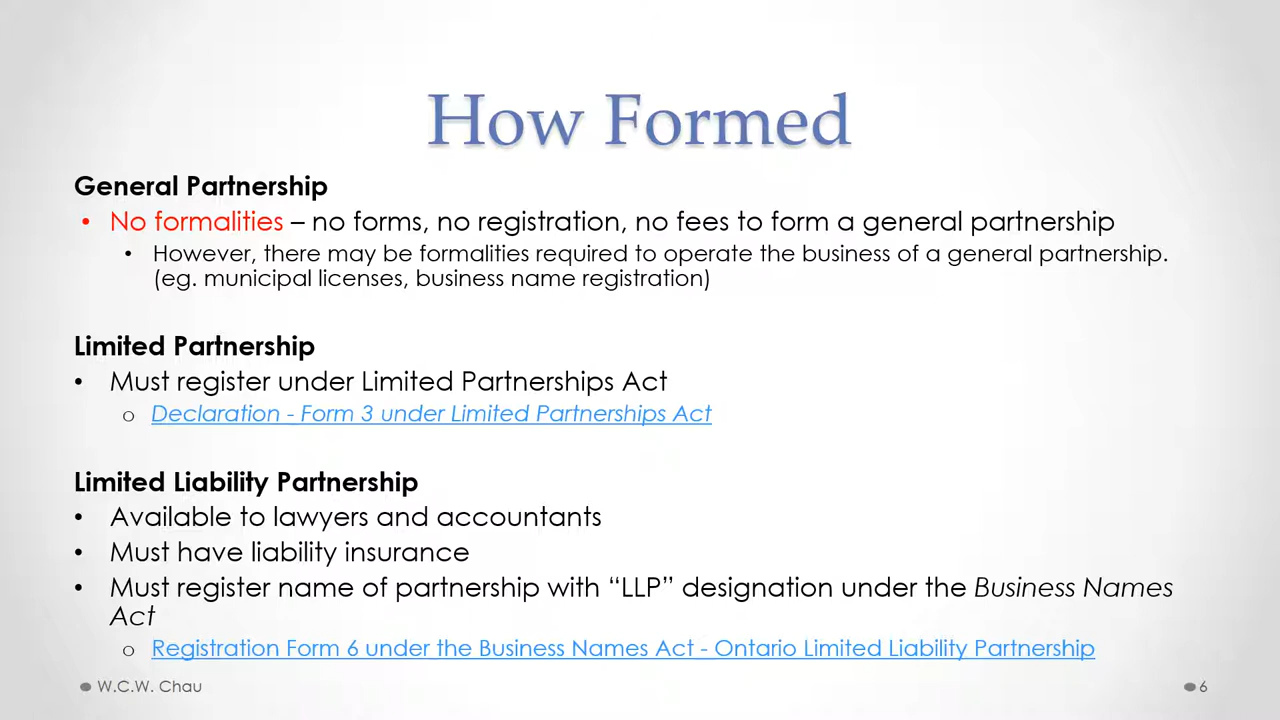 How Formed
General Partnership
• No formalities – no forms, no registration, no fees to form a general partnership
• However, there may be formalities required to operate the business of a general partnership.
(eg. municipal licenses, business name registration)
Limited Partnership
• Must register under Limited Partnerships Act
o Declaration - Form 3 under Limited Partnerships Act
Limited Liability Partnership
• Available to lawyers and accountants
• Must have liability insurance
• Must register name of partnership with “LLP” designation under the Business Names
Act
o Registration Form 6 under the Business Names Act - Ontario Limited Liability Partnership
W.C.W. Chau
6